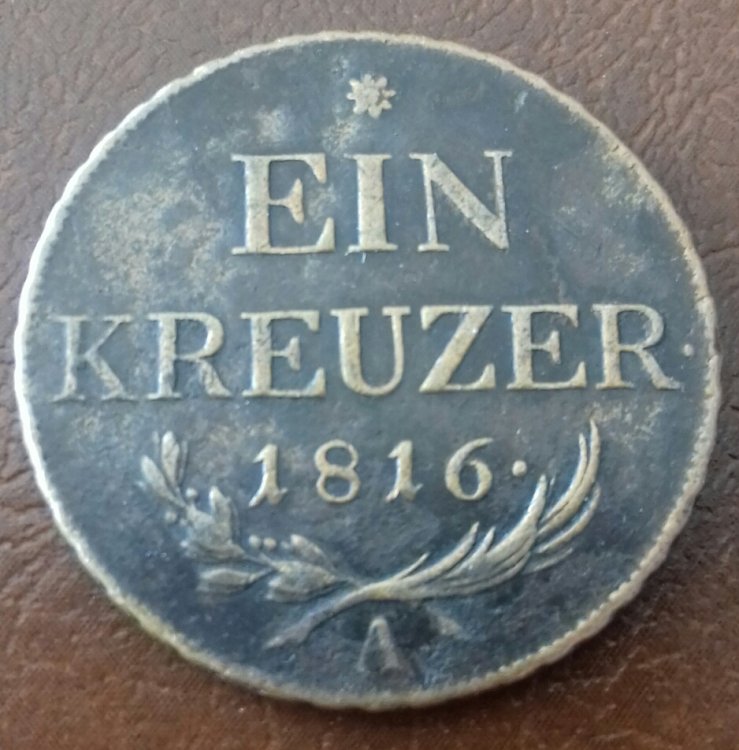 EIN
KREUZER.
1816.
A